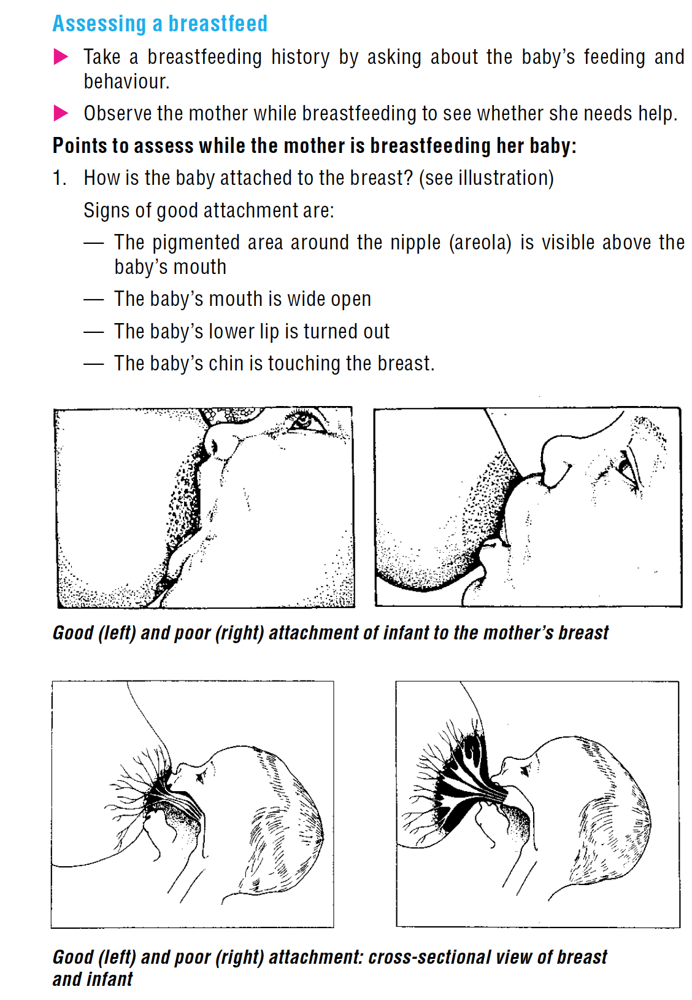 Assessing a breastfeed
Take a breastfeeding history by asking about the baby’s feeding and
behaviour.
Observe the mother while breastfeeding to see whether she needs help.
Points to assess while the mother is breastfeeding her baby:
1. How is the baby attached to the breast? (see illustration)
Signs of good attachment are:
— The pigmented area around the nipple (areola) is visible above the
baby’s mouth
— The baby’s mouth is wide open
— The baby’s lower lip is turned out
— The baby’s chin is touching the breast.
Good (left) and poor (right) attachment of infant to the mother’s breast
Good (left) and poor (right) attachment: cross-sectional view of breast
and infant